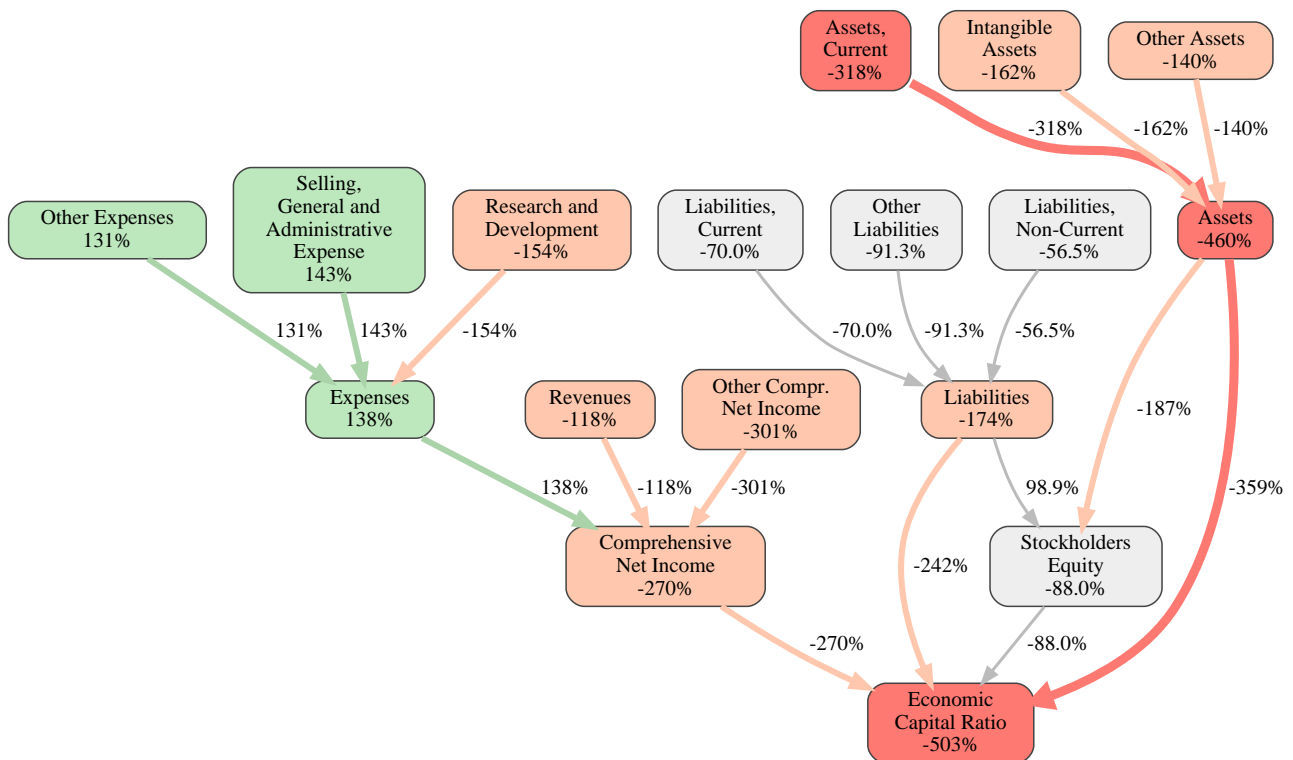 Assets,
Current
-318%
Intangible
Assets
-162%
Other Assets
-140%
-318%
-162%
-140%
Other Expenses
131%
Selling,
General and
Administrative
Expense
143%
Research and
Development
-154%
Liabilities,
Current
-70.0%
Other
Liabilities
-91.3%
Liabilities,
Non-Current
-56.5%
Assets
-460%
131%
143%
-154%
-70.0%
-91.3%
-56.5%
Expenses
138%
Revenues
-118%
Other Compr.
Net Income
-301%
Liabilities
-174%
-187%
138%
-118%
-301%
98.9%
-359%
Comprehensive
Net Income
-270%
-242%
Stockholders
Equity
-88.0%
-270%
-88.0%
Economic
Capital Ratio
-503%